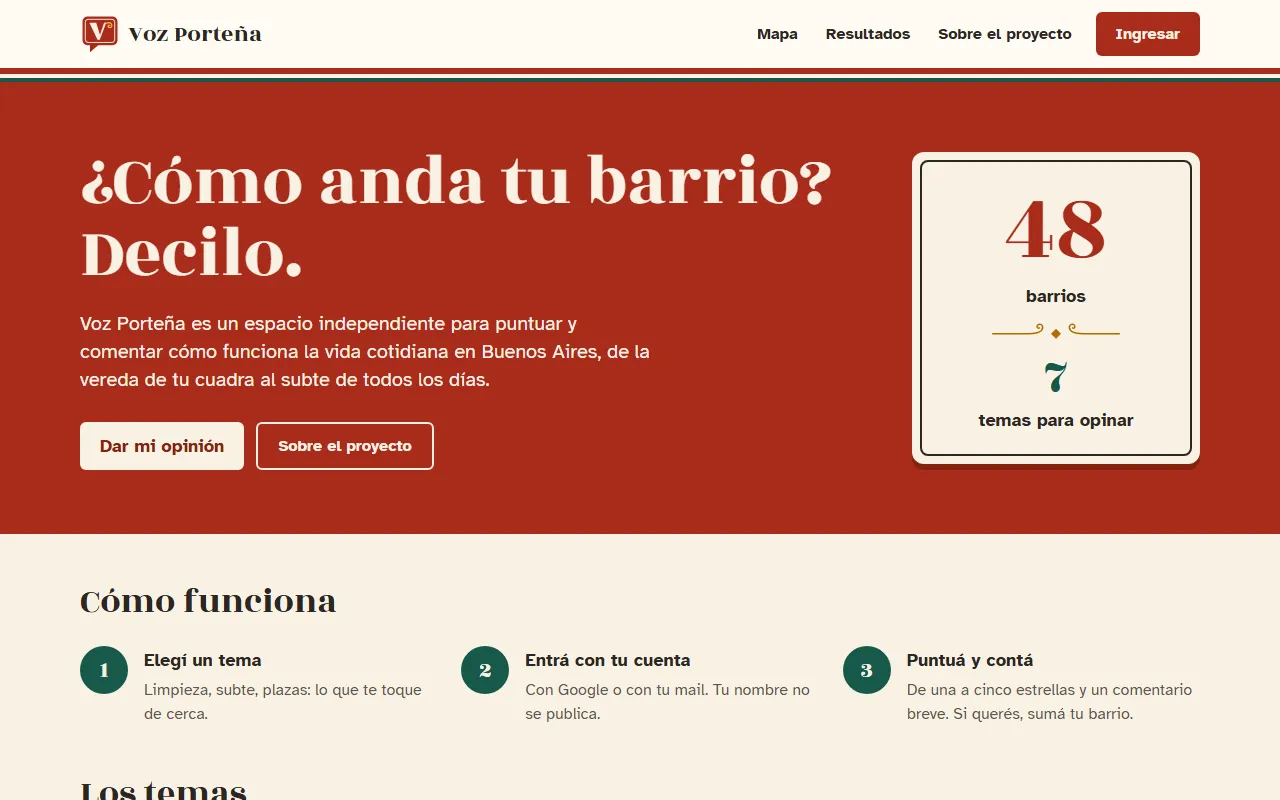 Voz Porteña
Mapa
Resultados
Sobre el proyecto
Ingresar
¿Cómo anda tu barrio?
Decilo.
Voz Porteña es un espacio independiente para puntuar y
comentar cómo funciona la vida cotidiana en Buenos Aires, de la
vereda de tu cuadra al subte de todos los días.
Dar mi opinión
Sobre el proyecto
48
barrios
7
temas para opinar
Cómo funciona
1
Elegí un tema
Limpieza, subte, plazas: lo que te toque
de cerca.
2
Entrá con tu cuenta
Con Google o con tu mail. Tu nombre no
se publica.
3
Puntuá y contá
De una a cinco estrellas y un comentario
breve. Si querés, sumá tu barrio.
Los temas